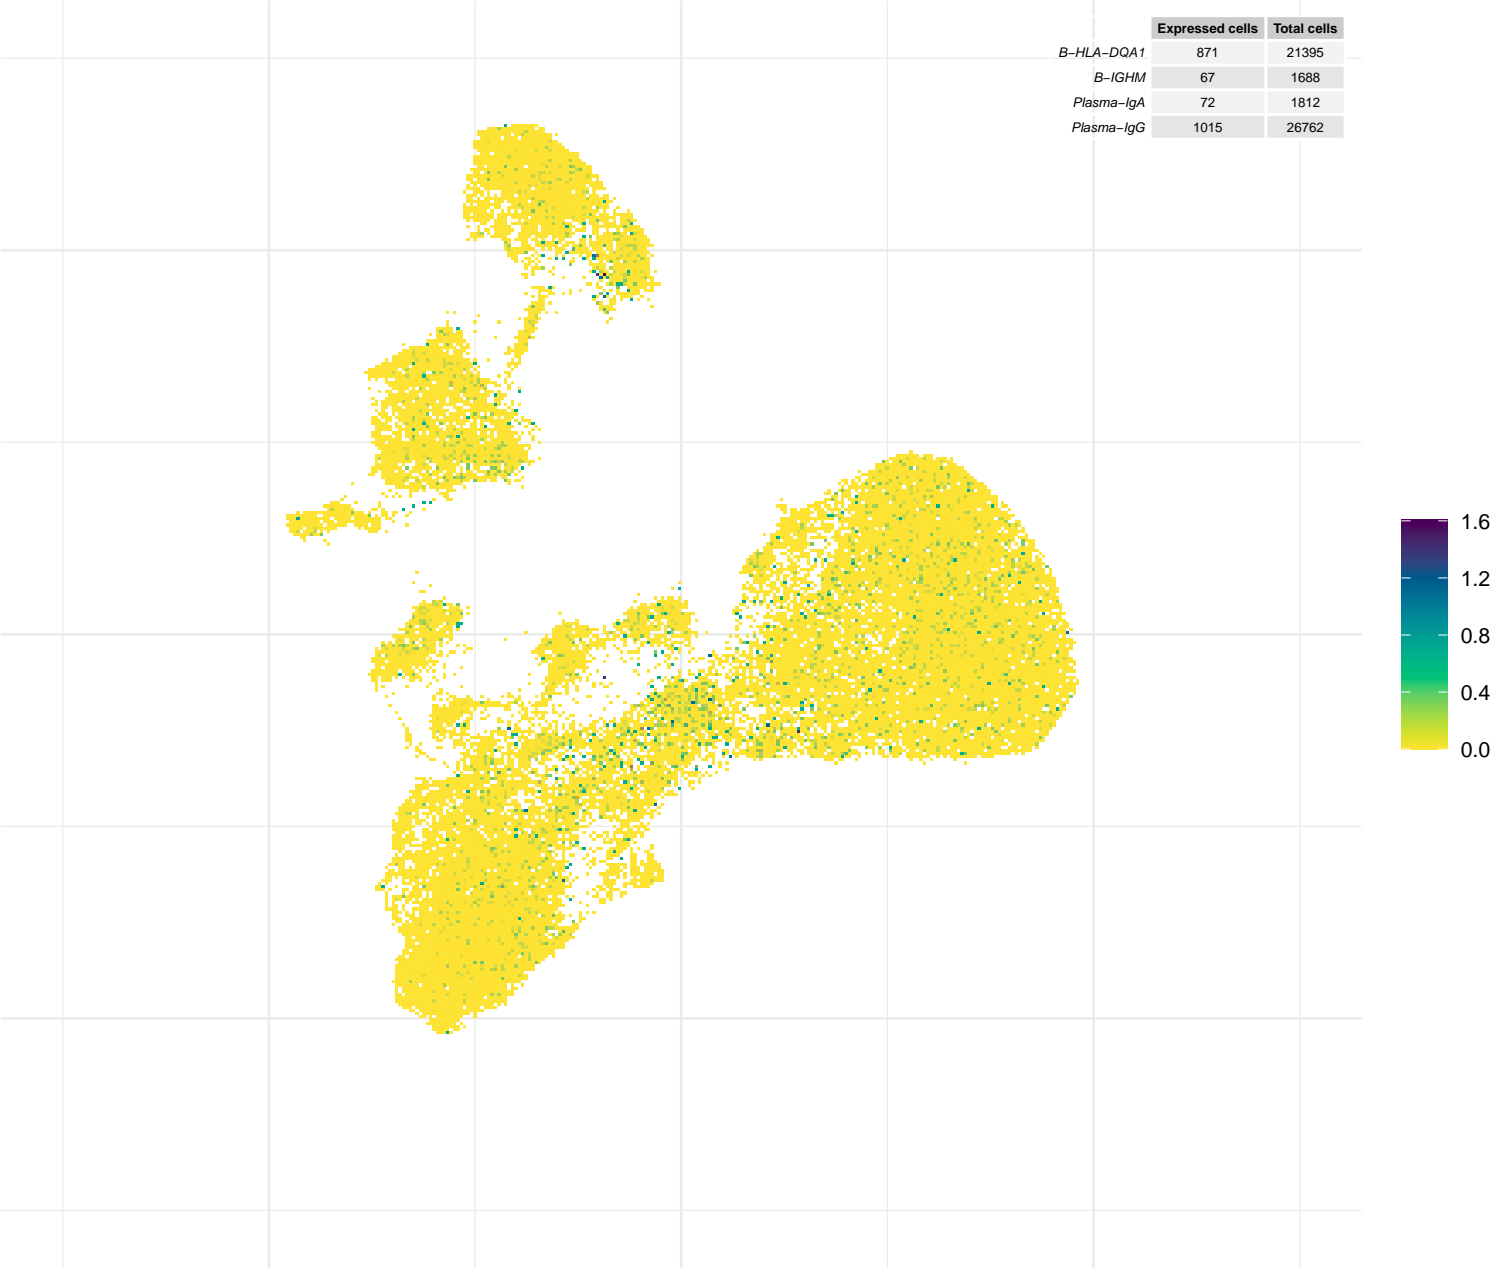 Expressed cells Total cells
B−HLA−DQA1 871 21395
B−IGHM 67 1688
Plasma−IgA 72 1812
Plasma−IgG 1015 26762
1.6
1.2
0.8
0.4
0.0